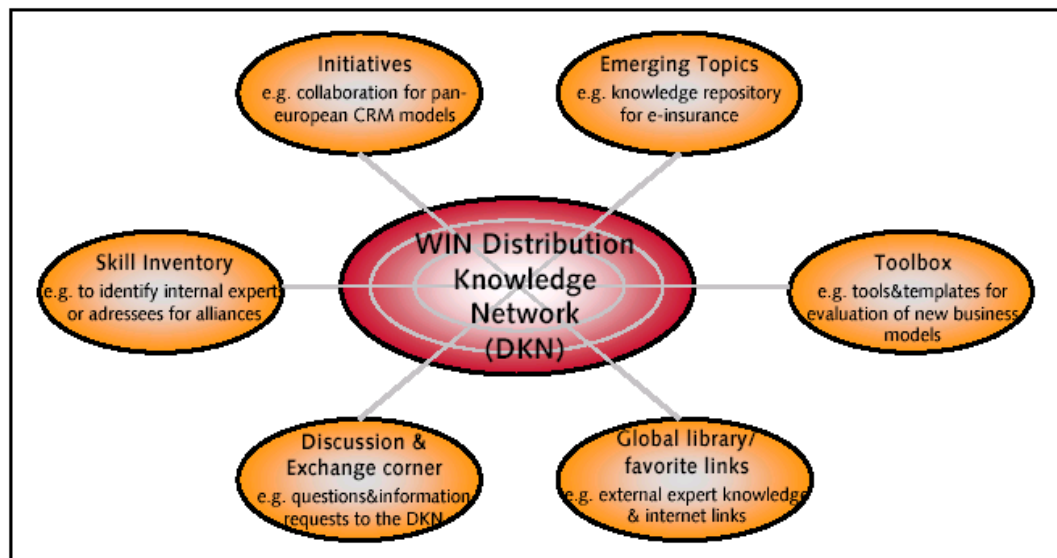 Initiatives
e.g. collaboration for pan-
european CRM models
Emerging Topics
e.g. knowledge repository
for e-insurance
Skill Inventory
e.g. to identify internal expert
or adressees for alliances
WIN Distribution
Knowledge
Network
(DKN)
Toolbox
e.g. tools&templates for
evaluation of new business
models
Discussion &
Exchange corner
e.g. questions&information
requests to the DKN
Global library/
favorite links
e.g. external expert knowledge
& internet links